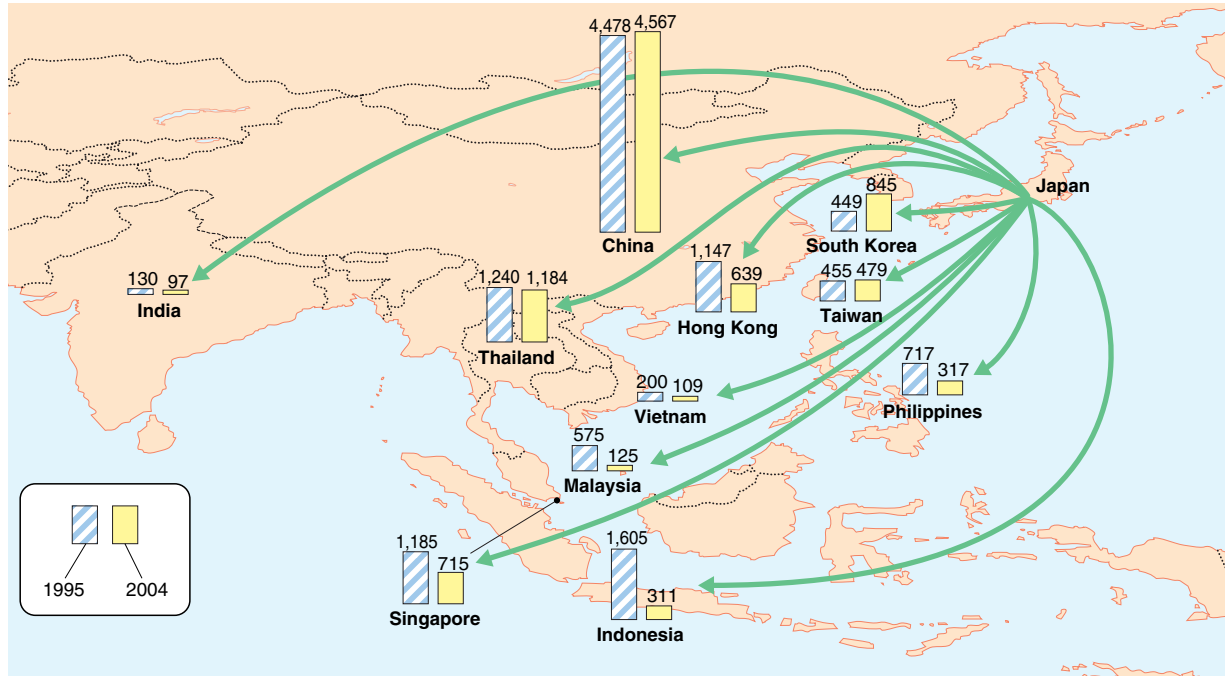 4,478 4,567
China
Japan
449 845
South Korea
130 97
India
1,240 1,184
Thailand
1,147 639
Hong Kong
455 479
Taiwan
717 317
Philippines
200 109
Vietnam
575 125
Malaysia
1,185 715
Singapore
1,605 311
Indonesia
1995 2004